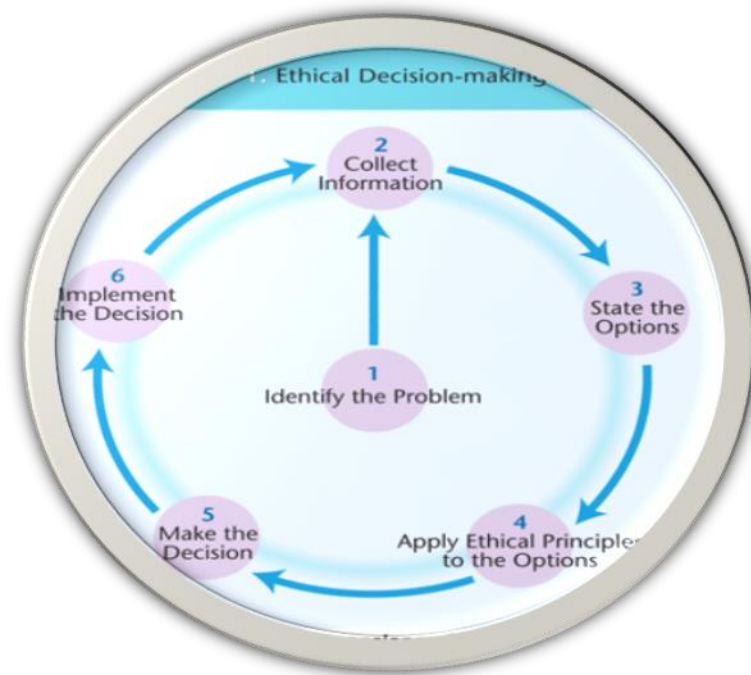 . Ethical Decision-making
2
Collect
Information
3
State the
Options
1
Identify the Problem
4
Apply Ethical Principles
to the Options
5
Make the
Decision
6
Implement
the Decision